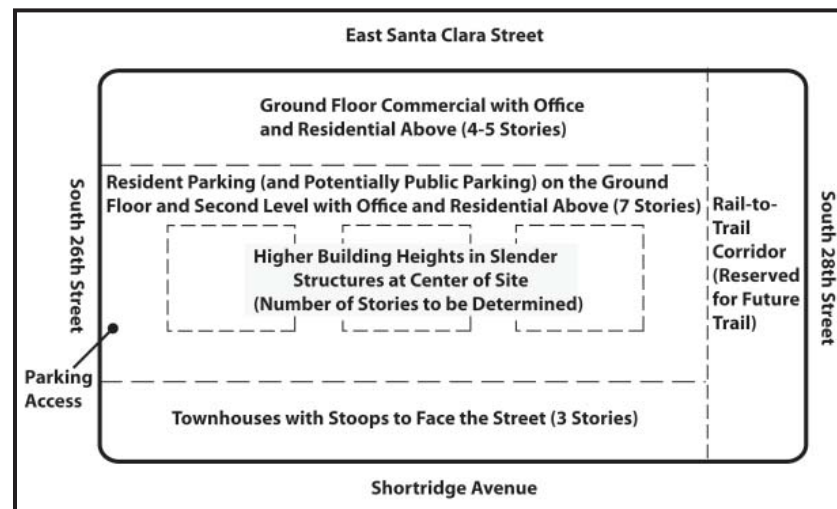 East Santa Clara Street
Ground Floor Commercial with Office
and Residential Above (4-5 Stories)
South 26th Street
Resident Parking (and Potentially Public Parking) on the Ground
Floor and Second Level with Office and Residential Above (7 Stories)
Higher Building Heights in Slender
Structures at Center of Site
(Number of Stories to be Determined)
Rail-to-
Trail
Corridor
(Reserved
for Future
Trail)
South 28th Street
Parking
Access
Townhouses with Stoops to Face the Street (3 Stories)
Shortridge Avenue